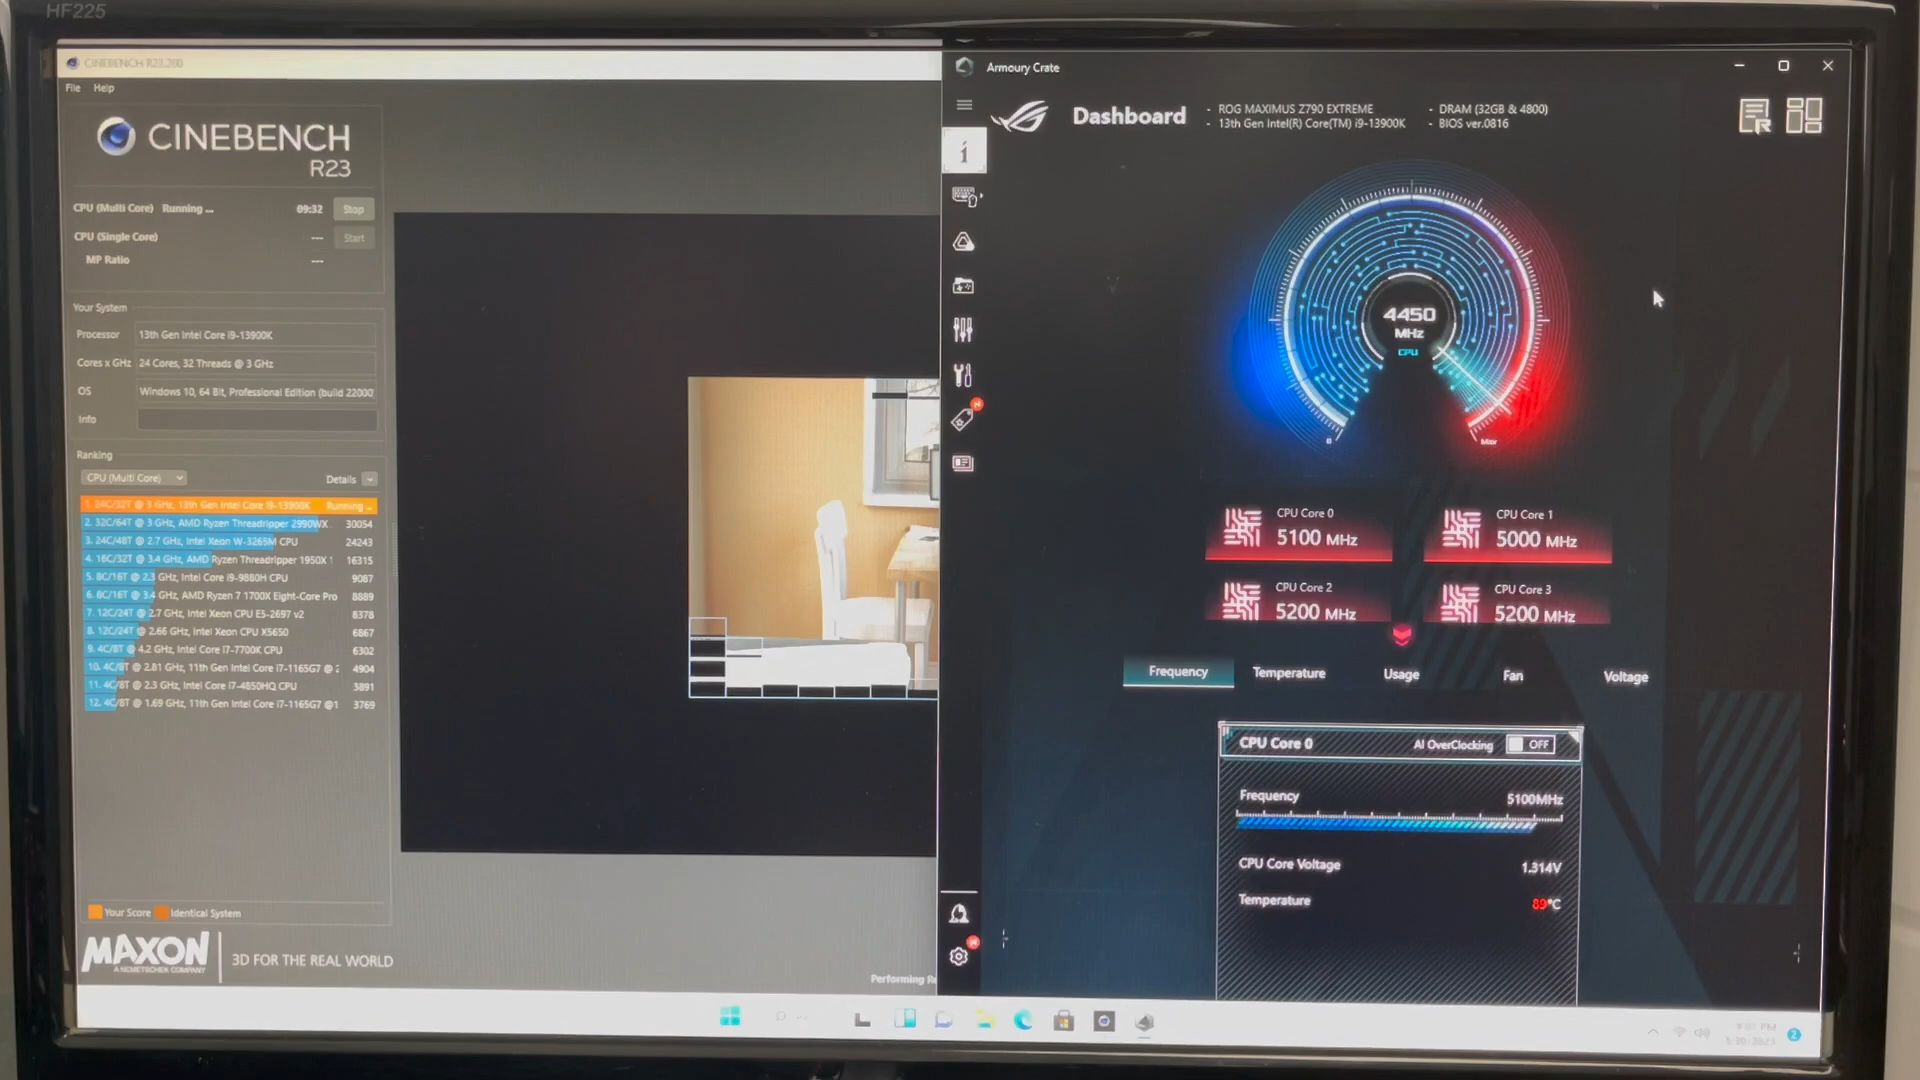 HF225
CINEBENCH R23.200
File Help
CINEBENCH
R23
CPU (Multi Core) Running ... 09:32 Stop
CPU (Single Core) --- Start
MP Ratio ---
Your System
Processor 13th Gen Intel Core i9-13900K
Cores x GHz 24 Cores, 32 Threads @ 3 GHz
OS Windows 10, 64 Bit, Professional Edition (build 22000)
Info
Ranking
CPU (Multi Core) Details
1. 24C/32T @ 3 GHz, 13th Gen Intel Core i9-13900K Running ...
2. 32C/64T @ 3 GHz, AMD Ryzen Threadripper 2990WX 30054
3. 24C/48T @ 2.7 GHz, Intel Xeon W-3265M CPU 24243
4. 16C/32T @ 3.4 GHz, AMD Ryzen Threadripper 1950X 16315
5. 8C/16T @ 2.3 GHz, Intel Core i9-9880H CPU 9087
6. 8C/16T @ 3.4 GHz, AMD Ryzen 7 1700X Eight-Core Pro 8889
7. 12C/24T @ 2.7 GHz, Intel Xeon CPU E5-2697 v2 8378
8. 12C/24T @ 2.66 GHz, Intel Xeon CPU X5650 6867
9. 4C/8T @ 4.2 GHz, Intel Core i7-7700K CPU 6302
10. 4C/8T @ 2.81 GHz, 11th Gen Intel Core i7-1165G7 @ 2 4904
11. 4C/8T @ 2.3 GHz, Intel Core i7-4850HQ CPU 3891
12. 4C/8T @ 1.69 GHz, 11th Gen Intel Core i7-1165G7 @1 3769
Your Score Identical System
MAXON
A NEMETSCHEK COMPANY
3D FOR THE REAL WORLD
Performing Re
Armoury Crate
Dashboard
- ROG MAXIMUS Z790 EXTREME
- 13th Gen Intel(R) Core(TM) i9-13900K
- DRAM (32GB & 4800)
- BIOS ver.0816
4450
MHz
CPU
0 Max
CPU Core 0
5100 MHz
CPU Core 1
5000 MHz
CPU Core 2
5200 MHz
CPU Core 3
5200 MHz
Frequency Temperature Usage Fan Voltage
CPU Core 0 AI OverClocking OFF
Frequency 5100MHz
CPU Core Voltage 1.314V
Temperature 89°C
2